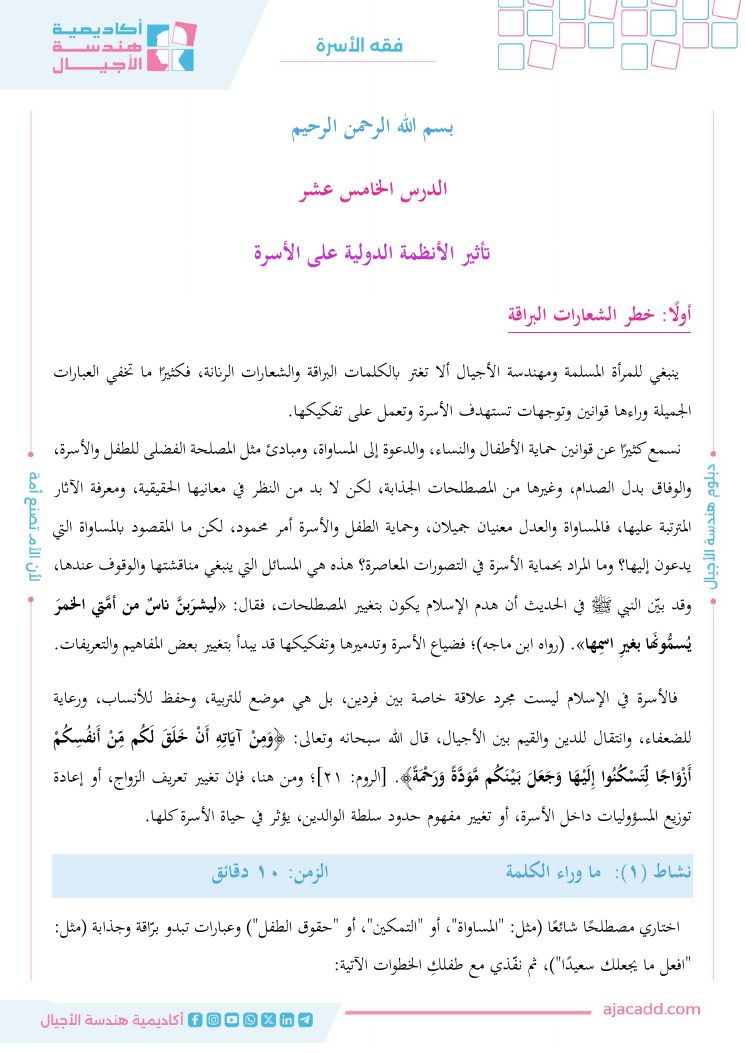 أكاديمية
هندسة
الأجيال
فقه الأسرة
بسم الله الرحمن الرحيم
الدرس الخامس عشر
تأثير الأنظمة الدولية على الأسرة
أولًا: خطر الشعارات البراقة
ينبغي للمرأة المسلمة ومهندسة الأجيال ألا تغتر بالكلمات البراقة والشعارات الرنانة، فكثيرًا ما تخفي العبارات
الجميلة وراءها قوانين وتوجهات تستهدف الأسرة وتعمل على تفكيكها.
نسمع كثيرًا عن قوانين حماية الأطفال والنساء، والدعوة إلى المساواة، ومبادئ مثل المصلحة الفضلى للطفل والأسرة،
والوفاق بدل الصدام، وغيرها من المصطلحات الجذابة، لكن لا بد من النظر في معانيها الحقيقية، ومعرفة الآثار
المترتبة عليها، فالمساواة والعدل معنيان جميلان، وحماية الطفل والأسرة أمر محمود، لكن ما المقصود بالمساواة التي
يدعون إليها؟ وما المراد بحماية الأسرة في التصورات المعاصرة؟ هذه هي المسائل التي ينبغي مناقشتها والوقوف عندها،
وقد بيّن النبي ﷺ في الحديث أن هدم الإسلام يكون بتغيير المصطلحات، فقال: «ليشرَبنَّ ناسٌ من أمَّتي الخمرَ
يُسمُّونَها بغيرِ اسمِها». (رواه ابن ماجه)؛ فضياع الأسرة وتدميرها وتفكيكها قد يبدأ بتغيير بعض المفاهيم والتعريفات.
فالأسرة في الإسلام ليست مجرد علاقة خاصة بين فردين، بل هي موضع للتربية، وحفظ للأنساب، ورعاية
للضعفاء، وانتقال للدين والقيم بين الأجيال، قال الله سبحانه وتعالى: ﴿وَمِنْ آيَاتِهِ أَنْ خَلَقَ لَكُم مِّنْ أَنفُسِكُمْ
أَزْوَاجًا لِّتَسْكُنُوا إِلَيْهَا وَجَعَلَ بَيْنَكُم مَّوَدَّةً وَرَحْمَةً﴾. [الروم: ٢١]؛ ومن هنا، فإن تغيير تعريف الزواج، أو إعادة
توزيع المسؤوليات داخل الأسرة، أو تغيير مفهوم حدود سلطة الوالدين، يؤثر في حياة الأسرة كلها.
نشاط (١): ما وراء الكلمة الزمن: ١٠ دقائق
اختاري مصطلحًا شائعًا (مثل: "المساواة"، أو "التمكين"، أو "حقوق الطفل") وعبارات تبدو برّاقة وجذابة (مثل:
"افعل ما يجعلك سعيدًا")، ثم نفّذي مع طفلكِ الخطوات الآتية:
دبلوم هندسة الأجيال
لأن الأم تصنع أمة
أكاديمية هندسة الأجيال
ajacadd.com